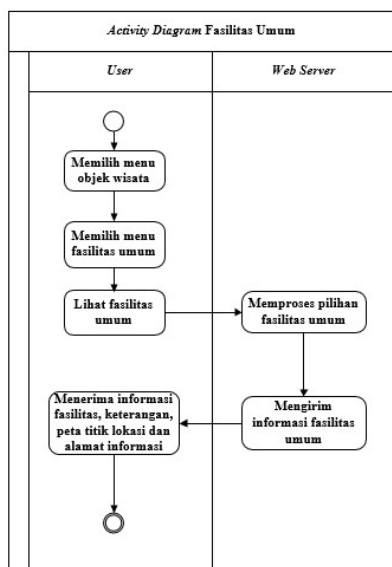 Activity Diagram Fasilitas Umum
User
Web Server
Memilih menu
objek wisata
Memilih menu
fasilitas umum
Lihat fasilitas
umum
Memproses pilihan
fasilitas umum
Mengirim
informasi fasilitas
umum
Menerima informasi
fasilitas, keterangan,
peta titik lokasi dan
alamat informasi